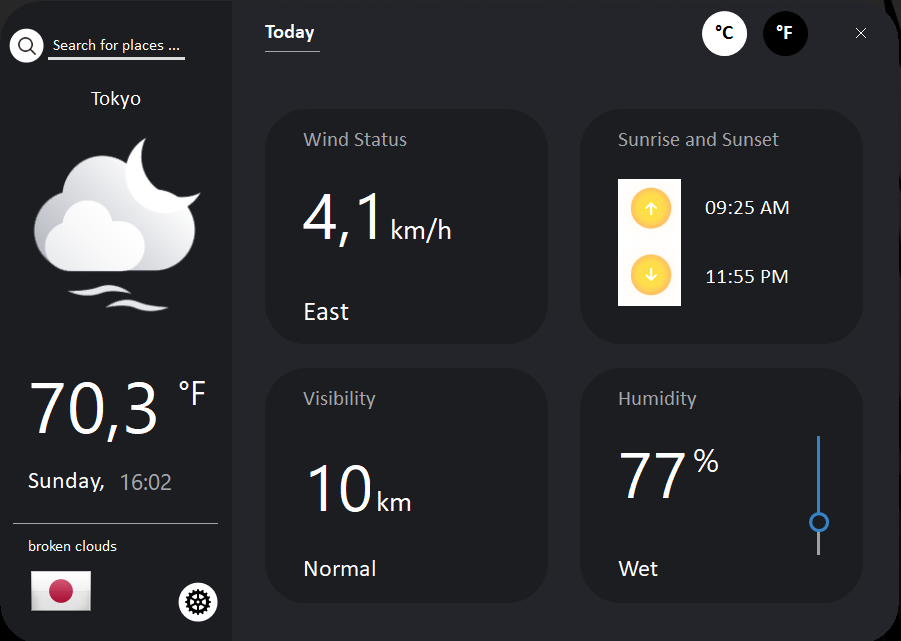 Search for places ...
Tokyo
70,3 °F
Sunday, 16:02
broken clouds
Today
°C
°F
Wind Status
4,1 km/h
East
Sunrise and Sunset
09:25 AM
11:55 PM
Visibility
10 km
Normal
Humidity
77 %
Wet